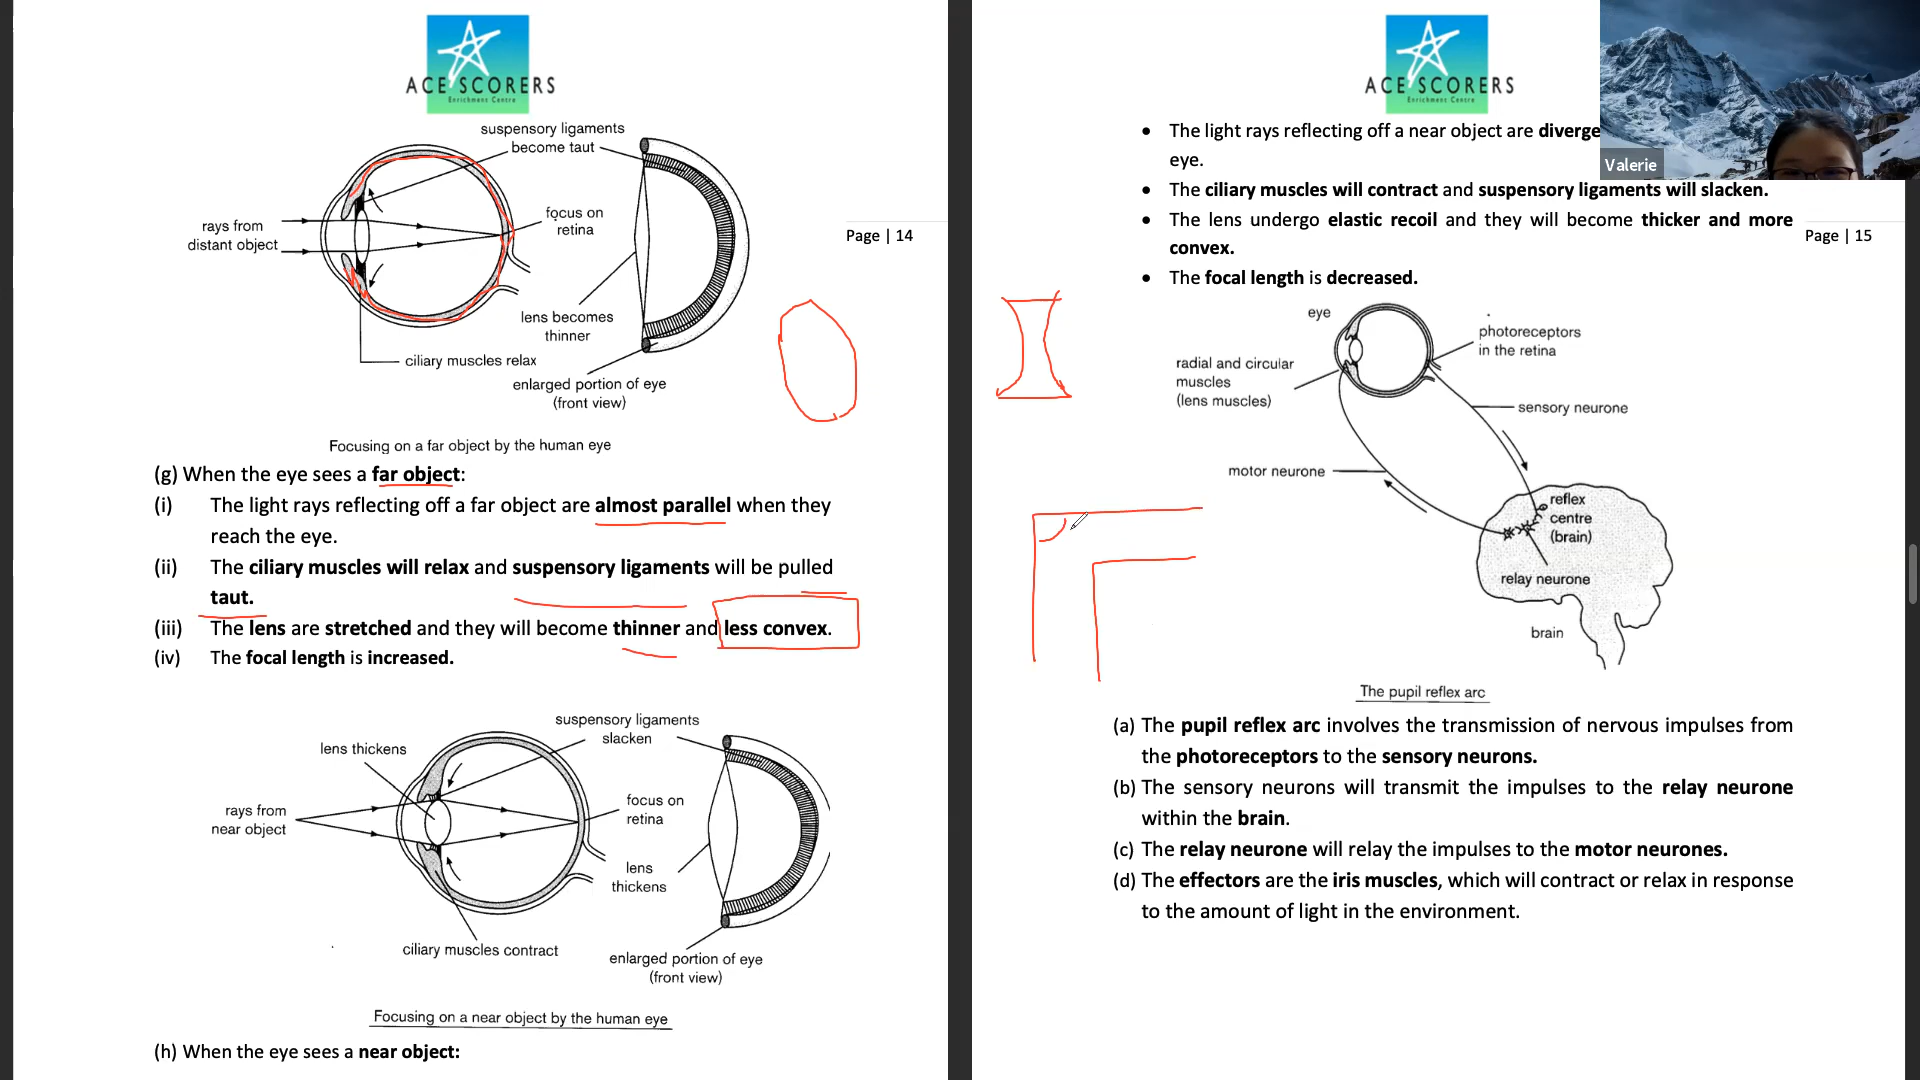 ACE SCORERS
Enrichment Centre
suspensory ligaments
become taut
rays from
distant object
focus on
retina
lens becomes
thinner
ciliary muscles relax
enlarged portion of eye
(front view)
Page | 14
Focusing on a far object by the human eye
(g) When the eye sees a far object:
(i) The light rays reflecting off a far object are almost parallel when they
reach the eye.
(ii) The ciliary muscles will relax and suspensory ligaments will be pulled
taut.
(iii) The lens are stretched and they will become thinner and less convex.
(iv) The focal length is increased.
suspensory ligaments
slacken
lens thickens
rays from
near object
focus on
retina
lens
thickens
ciliary muscles contract
enlarged portion of eye
(front view)
Focusing on a near object by the human eye
(h) When the eye sees a near object:
ACE SCORERS
Enrichment Centre
Valerie
• The light rays reflecting off a near object are diverge
eye.
• The ciliary muscles will contract and suspensory ligaments will slacken.
• The lens undergo elastic recoil and they will become thicker and more
convex.
• The focal length is decreased.
Page | 15
eye
photoreceptors
in the retina
radial and circular
muscles
(lens muscles)
sensory neurone
motor neurone
reflex
centre
(brain)
relay neurone
brain
The pupil reflex arc
(a) The pupil reflex arc involves the transmission of nervous impulses from
the photoreceptors to the sensory neurons.
(b) The sensory neurons will transmit the impulses to the relay neurone
within the brain.
(c) The relay neurone will relay the impulses to the motor neurones.
(d) The effectors are the iris muscles, which will contract or relax in response
to the amount of light in the environment.